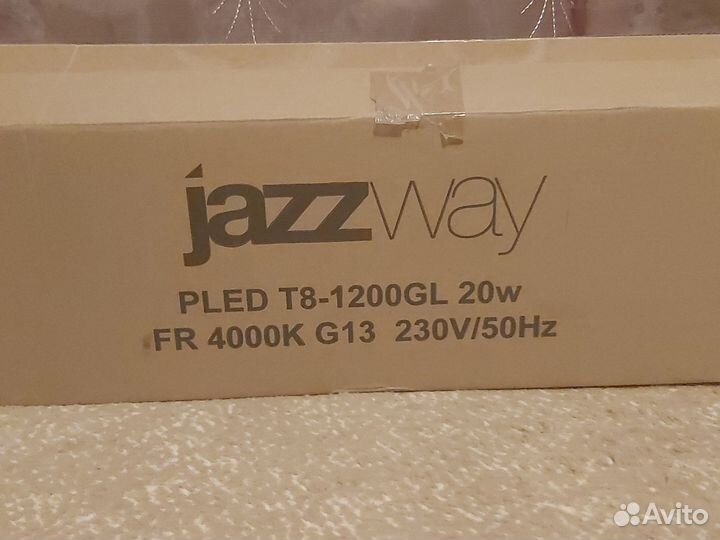 jazzway
PLED T8-1200GL 20w
FR 4000K G13 230V/50Hz
Avito